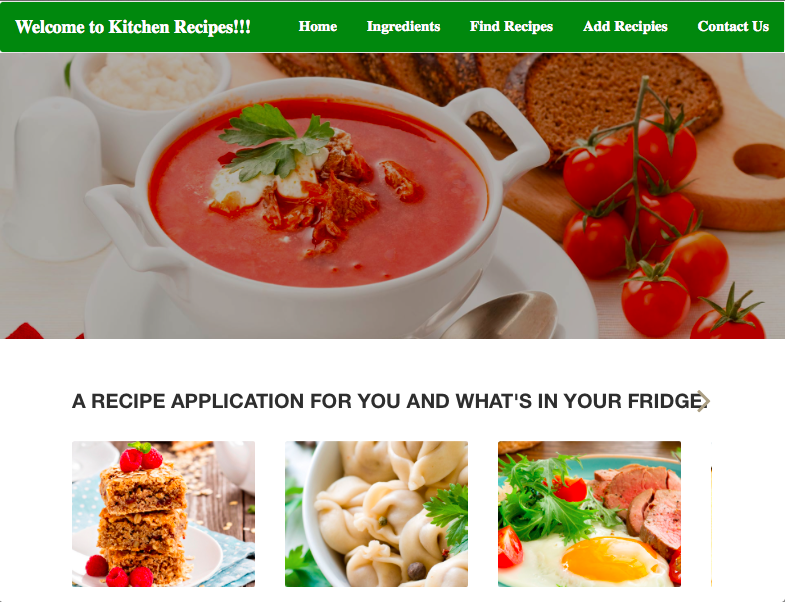 Welcome to Kitchen Recipes!!! Home Ingredients Find Recipes Add Recipies Contact Us
A RECIPE APPLICATION FOR YOU AND WHAT'S IN YOUR FRIDGE.